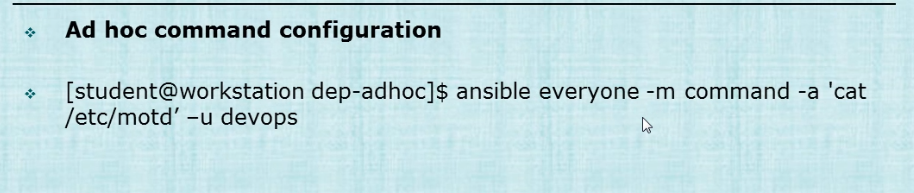 Ad hoc command configuration
[student@workstation dep-adhoc]$ ansible everyone -m command -a 'cat
/etc/motd’ –u devops